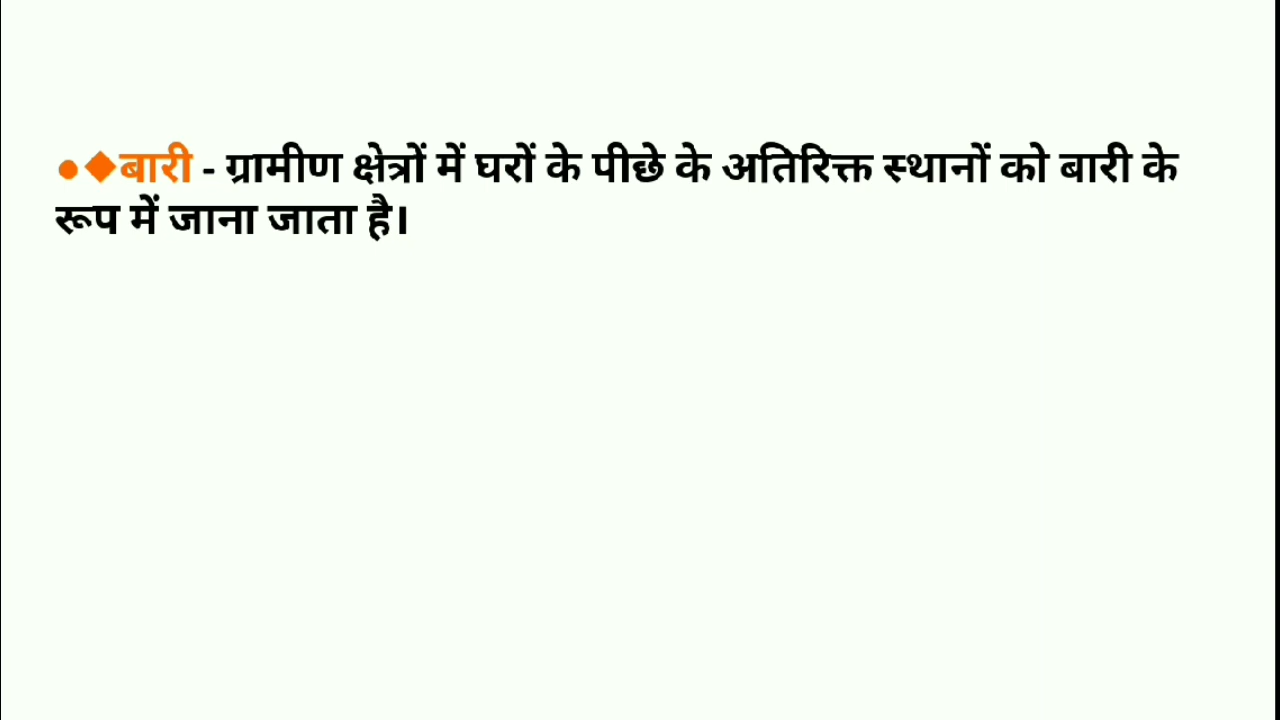 ●◆बारी - ग्रामीण क्षेत्रों में घरों के पीछे के अतिरिक्त स्थानों को बारी के
रूप में जाना जाता है।